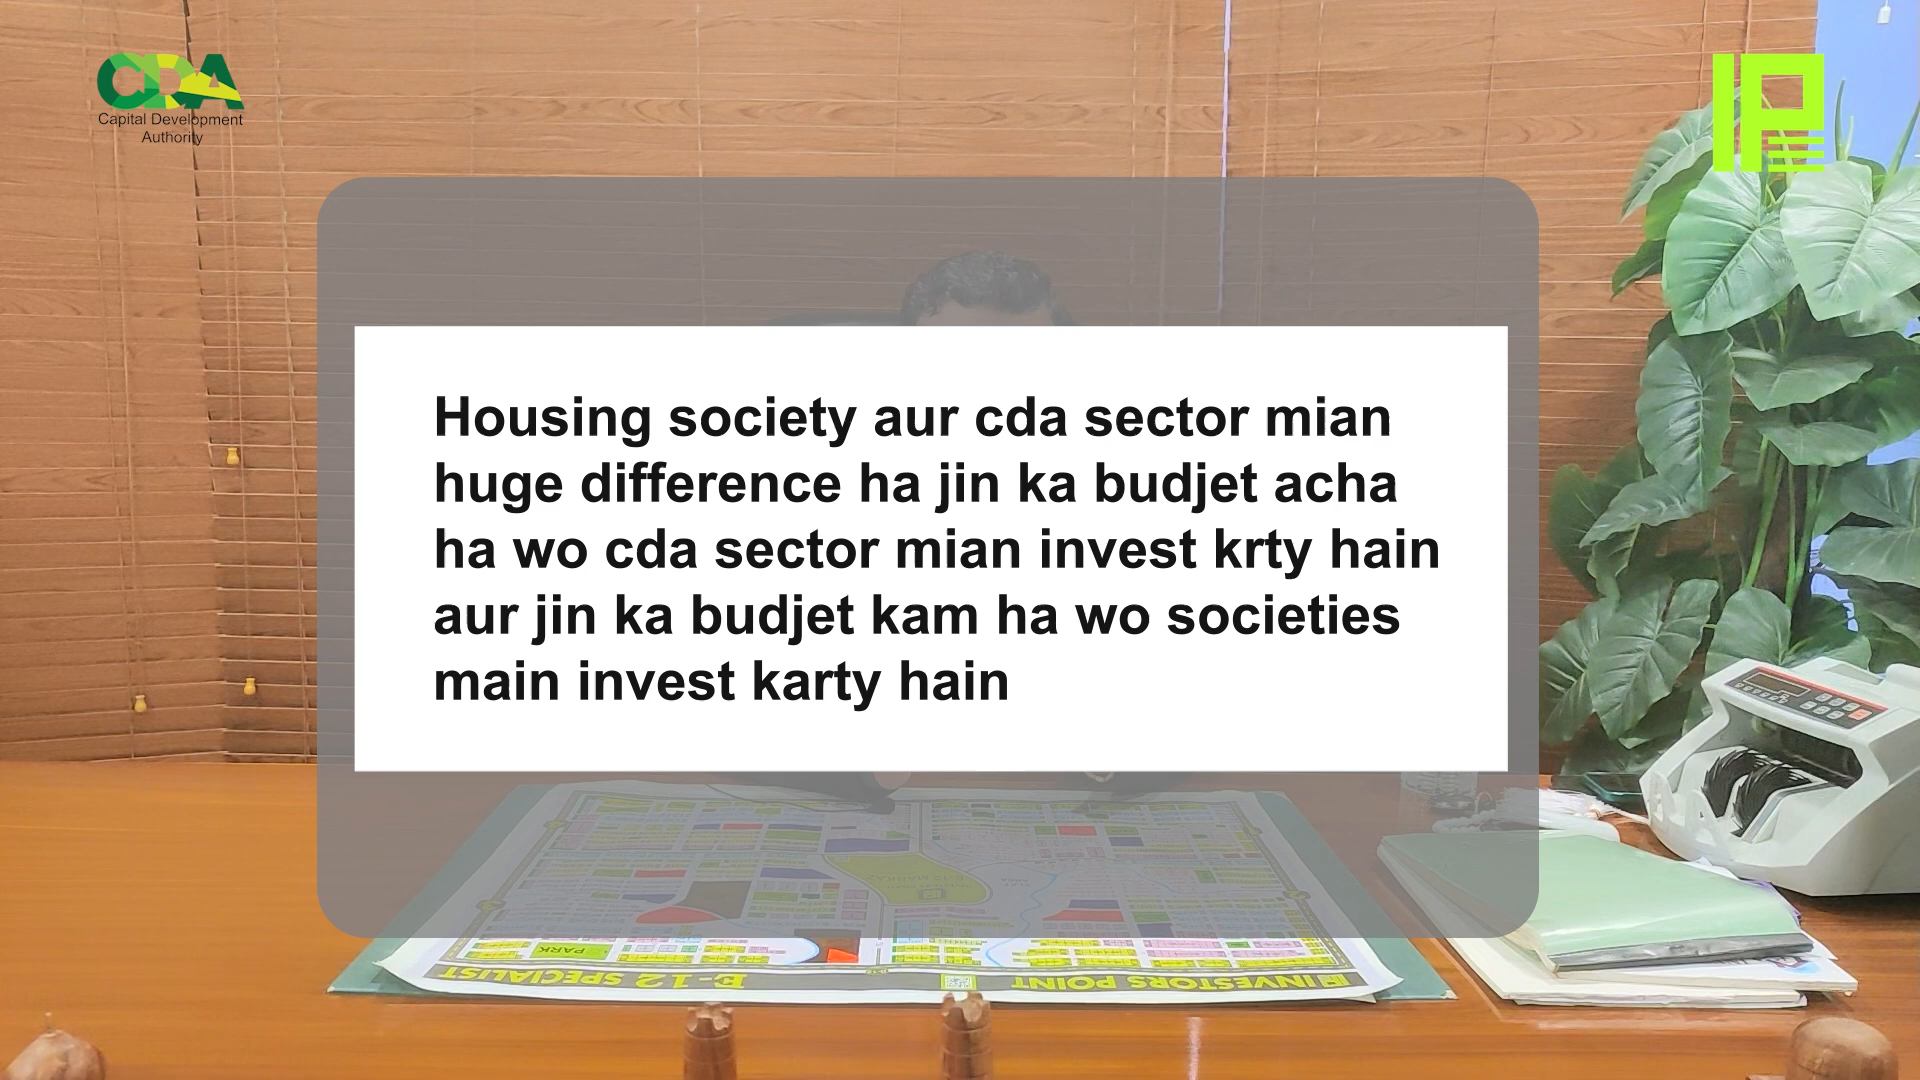 CDA
Capital Development
Authority
IP
Housing society aur cda sector mian
huge difference ha jin ka budjet acha
ha wo cda sector mian invest krty hain
aur jin ka budjet kam ha wo societies
main invest karty hain
PARK
INVESTORS POINT
E-12 SPECIALIST